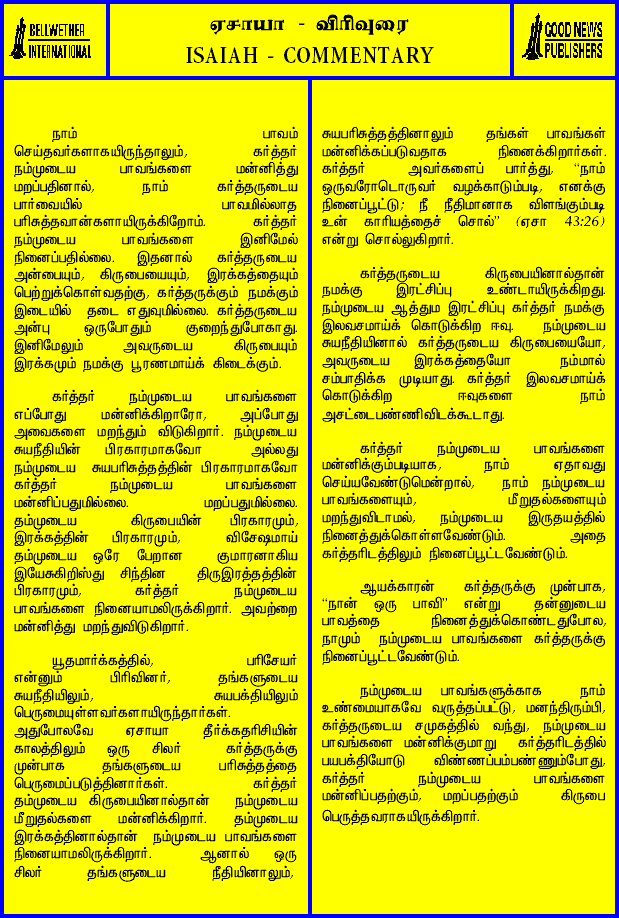 BELLWETHER
INTERNATIONAL
ஏசாயா - விரிவுரை
ISAIAH - COMMENTARY
GOOD NEWS
PUBLISHERS
நாம் பாவம்
செய்தவர்களாகயிருந்தாலும், கர்த்தர்
நம்முடைய பாவங்களை மன்னித்து
மறப்பதினால், நாம் கர்த்தருடைய
பார்வையில் பாவமில்லாத
பரிசுத்தவான்களாயிருக்கிறோம். கர்த்தர்
நம்முடைய பாவங்களை இனிமேல்
நினைப்பதில்லை. இதனால் கர்த்தருடைய
அன்பையும், கிருபையையும், இரக்கத்தையும்
பெற்றுக்கொள்வதற்கு, கர்த்தருக்கும் நமக்கும்
இடையில் தடை எதுவுமில்லை. கர்த்தருடைய
அன்பு ஒருபோதும் குறைந்துபோகாது.
இனிமேலும் அவருடைய கிருபையும்
இரக்கமும் நமக்கு பூரணமாய்க் கிடைக்கும்.
கர்த்தர் நம்முடைய பாவங்களை
எப்போது மன்னிக்கிறாரோ, அப்போது
அவைகளை மறந்தும் விடுகிறார். நம்முடைய
சுயநீதியின் பிரகாரமாகவோ அல்லது
நம்முடைய சுயபரிசுத்தத்தின் பிரகாரமாகவோ
கர்த்தர் நம்முடைய பாவங்களை
மன்னிப்பதுமில்லை. மறப்பதுமில்லை.
தம்முடைய கிருபையின் பிரகாரமும்,
இரக்கத்தின் பிரகாரமும், விசேஷமாய்
தம்முடைய ஒரே பேறான குமாரனாகிய
இயேசுகிறிஸ்து சிந்தின திருஇரத்தத்தின்
பிரகாரமும், கர்த்தர் நம்முடைய
பாவங்களை நினையாமலிருக்கிறார். அவற்றை
மன்னித்து மறந்துவிடுகிறார்.
யூதமார்க்கத்தில், பரிசேயர்
என்னும் பிரிவினர், தங்களுடைய
சுயநீதியிலும், சுயபக்தியிலும்
பெருமையுள்ளவர்களாயிருந்தார்கள்.
அதுபோலவே ஏசாயா தீர்க்கதரிசியின்
காலத்திலும் ஒரு சிலர் கர்த்தருக்கு
முன்பாக தங்களுடைய பரிசுத்தத்தை
பெருமைப்படுத்தினார்கள். கர்த்தர்
தம்முடைய கிருபையினால்தான் நம்முடைய
மீறுதல்களை மன்னிக்கிறார். தம்முடைய
இரக்கத்தினால்தான் நம்முடைய பாவங்களை
நினையாமலிருக்கிறார். ஆனால் ஒரு
சிலர் தங்களுடைய நீதியினாலும்,
சுயபரிசுத்தத்தினாலும் தங்கள் பாவங்கள்
மன்னிக்கப்படுவதாக நினைக்கிறார்கள்.
கர்த்தர் அவர்களைப் பார்த்து, “நாம்
ஒருவரோடொருவர் வழக்காடும்படி, எனக்கு
நினைப்பூட்டு; நீ நீதிமானாக விளங்கும்படி
உன் காரியத்தைச் சொல்” (ஏசா 43:26)
என்று சொல்லுகிறார்.
கர்த்தருடைய கிருபையினால்தான்
நமக்கு இரட்சிப்பு உண்டாயிருக்கிறது.
நம்முடைய ஆத்தும இரட்சிப்பு கர்த்தர் நமக்கு
இலவசமாய்க் கொடுக்கிற ஈவு. நம்முடைய
சுயநீதியினால் கர்த்தருடைய கிருபையையோ,
அவருடைய இரக்கத்தையோ நம்மால்
சம்பாதிக்க முடியாது. கர்த்தர் இலவசமாய்க்
கொடுக்கிற ஈவுகளை நாம்
அசட்டைபண்ணிவிடக்கூடாது.
கர்த்தர் நம்முடைய பாவங்களை
மன்னிக்கும்படியாக, நாம் ஏதாவது
செய்யவேண்டுமென்றால், நாம் நம்முடைய
பாவங்களையும், மீறுதல்களையும்
மறந்துவிடாமல், நம்முடைய இருதயத்தில்
நினைத்துக்கொள்ளவேண்டும். அதை
கர்த்தரிடத்திலும் நினைப்பூட்டவேண்டும்.
ஆயக்காரன் கர்த்தருக்கு முன்பாக,
“நான் ஒரு பாவி” என்று தன்னுடைய
பாவத்தை நினைத்துக்கொண்டதுபோல,
நாமும் நம்முடைய பாவங்களை கர்த்தருக்கு
நினைப்பூட்டவேண்டும்.
நம்முடைய பாவங்களுக்காக நாம்
உண்மையாகவே வருத்தப்பட்டு, மனந்திரும்பி,
கர்த்தருடைய சமுகத்தில் வந்து, நம்முடைய
பாவங்களை மன்னிக்குமாறு கர்த்தரிடத்தில்
பயபக்தியோடு விண்ணப்பம்பண்ணும்போது,
கர்த்தர் நம்முடைய பாவங்களை
மன்னிப்பதற்கும், மறப்பதற்கும் கிருபை
பெருத்தவராகயிருக்கிறார்.